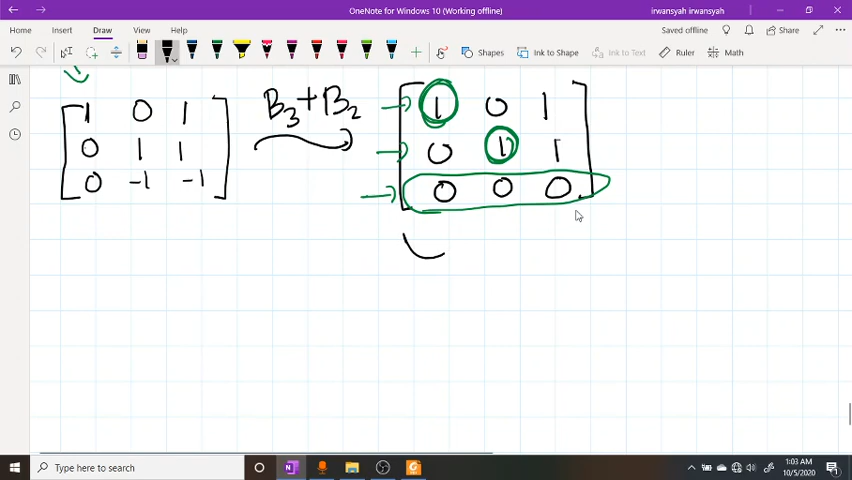 OneNote for Windows 10 (Working offline)
irwansyah irwansyah
Home Insert Draw View Help
Saved offline Share
Shapes Ink to Shape Ink to Text Ruler Math
1 0 1 B3+B2 1 0 1
0 1 1 0 1 1
0 -1 -1 0 0 0
Type here to search
1:03 AM
10/5/2020